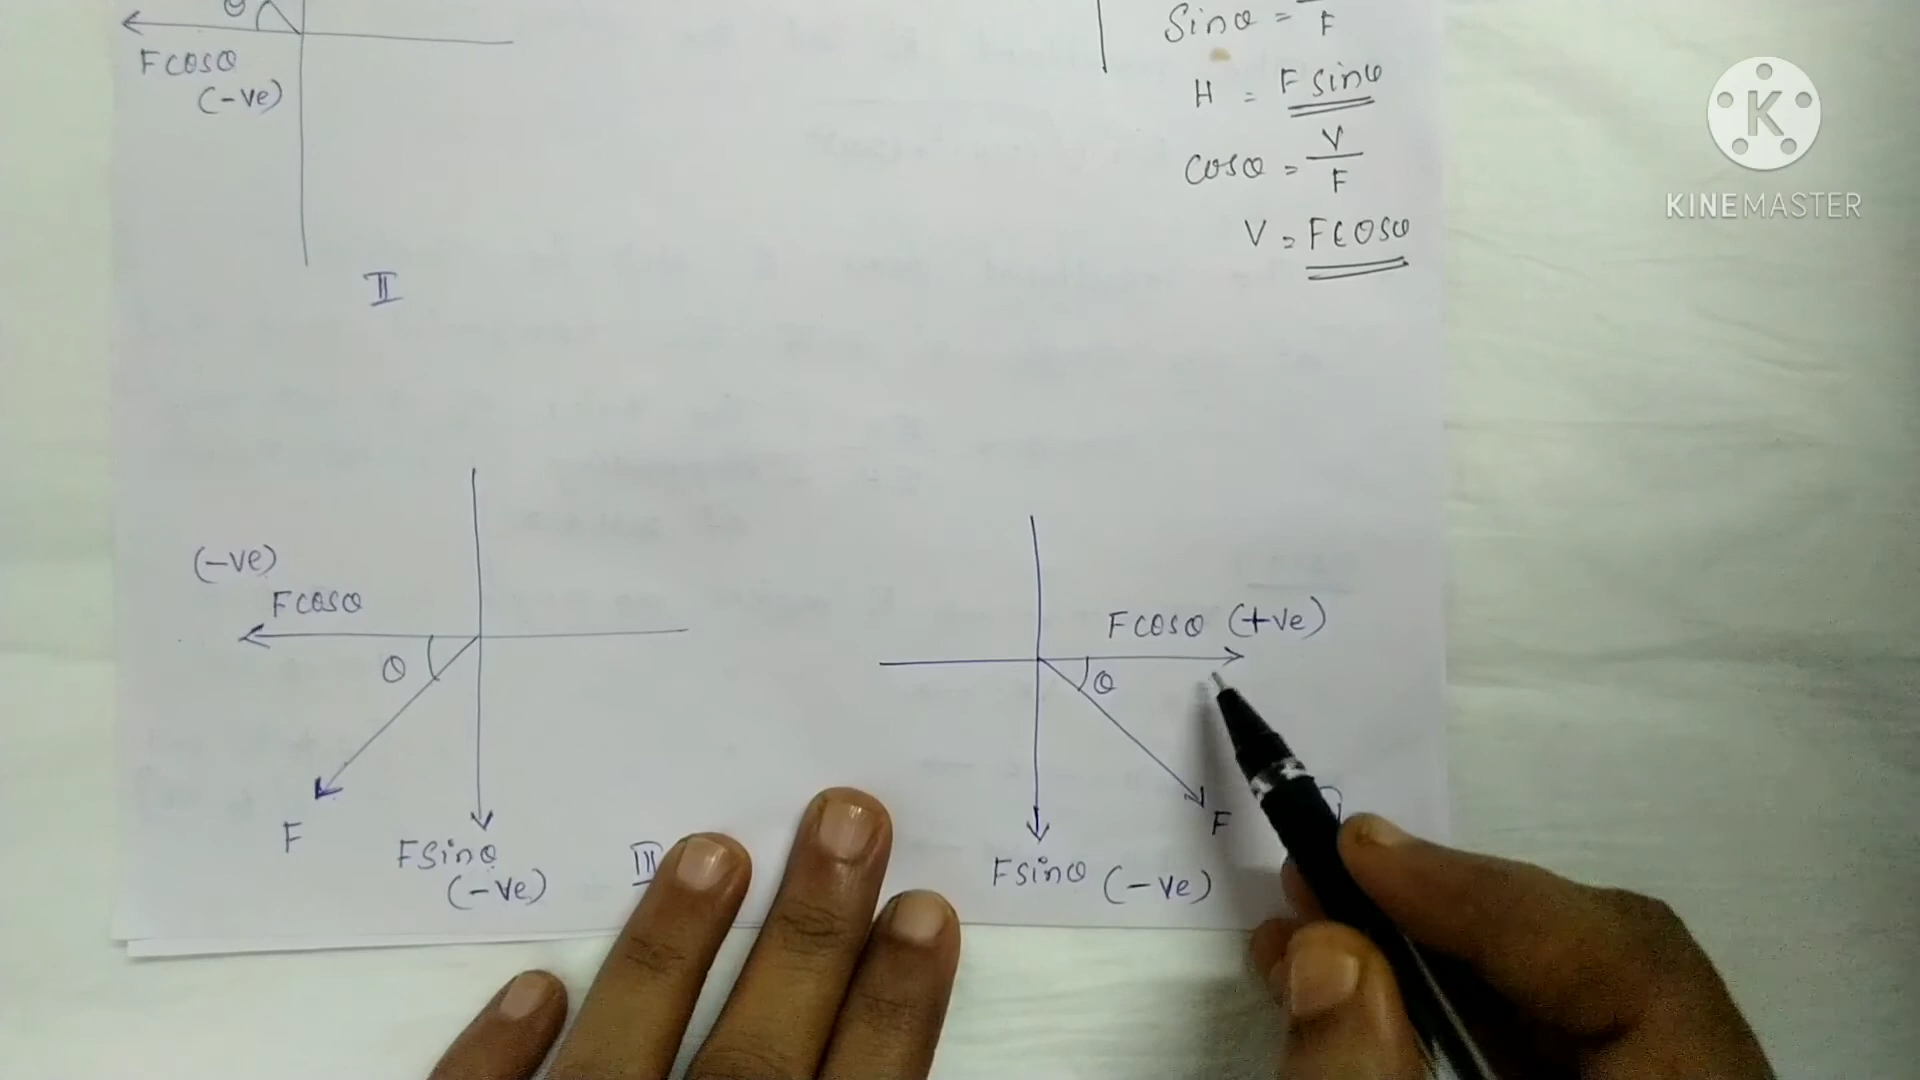 θ
Fcosθ
(-ve)
II
Sinθ =
F
H = F sinθ
cosθ = V
F
V = Fcosθ
K
KINEMASTER
(-ve)
Fcosθ
θ
F
Fsinθ
(-ve)
III
Fcosθ (+ve)
θ
F
Fsinθ (-ve)